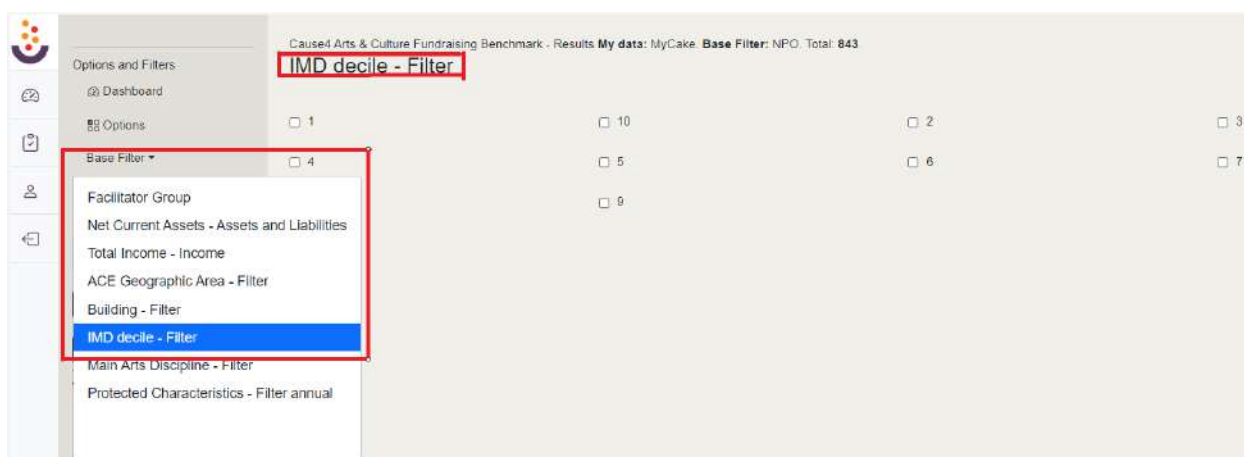 Cause4 Arts & Culture Fundraising Benchmark - Results My data: MyCake. Base Filter: NPO. Total: 843
IMD decile - Filter
Options and Filters
Dashboard
Options
Base Filter
Facilitator Group
Net Current Assets - Assets and Liabilities
Total Income - Income
ACE Geographic Area - Filter
Building - Filter
IMD decile - Filter
Main Arts Discipline - Filter
Protected Characteristics - Filter annual
1 10 2 3
4 5 6 7
9